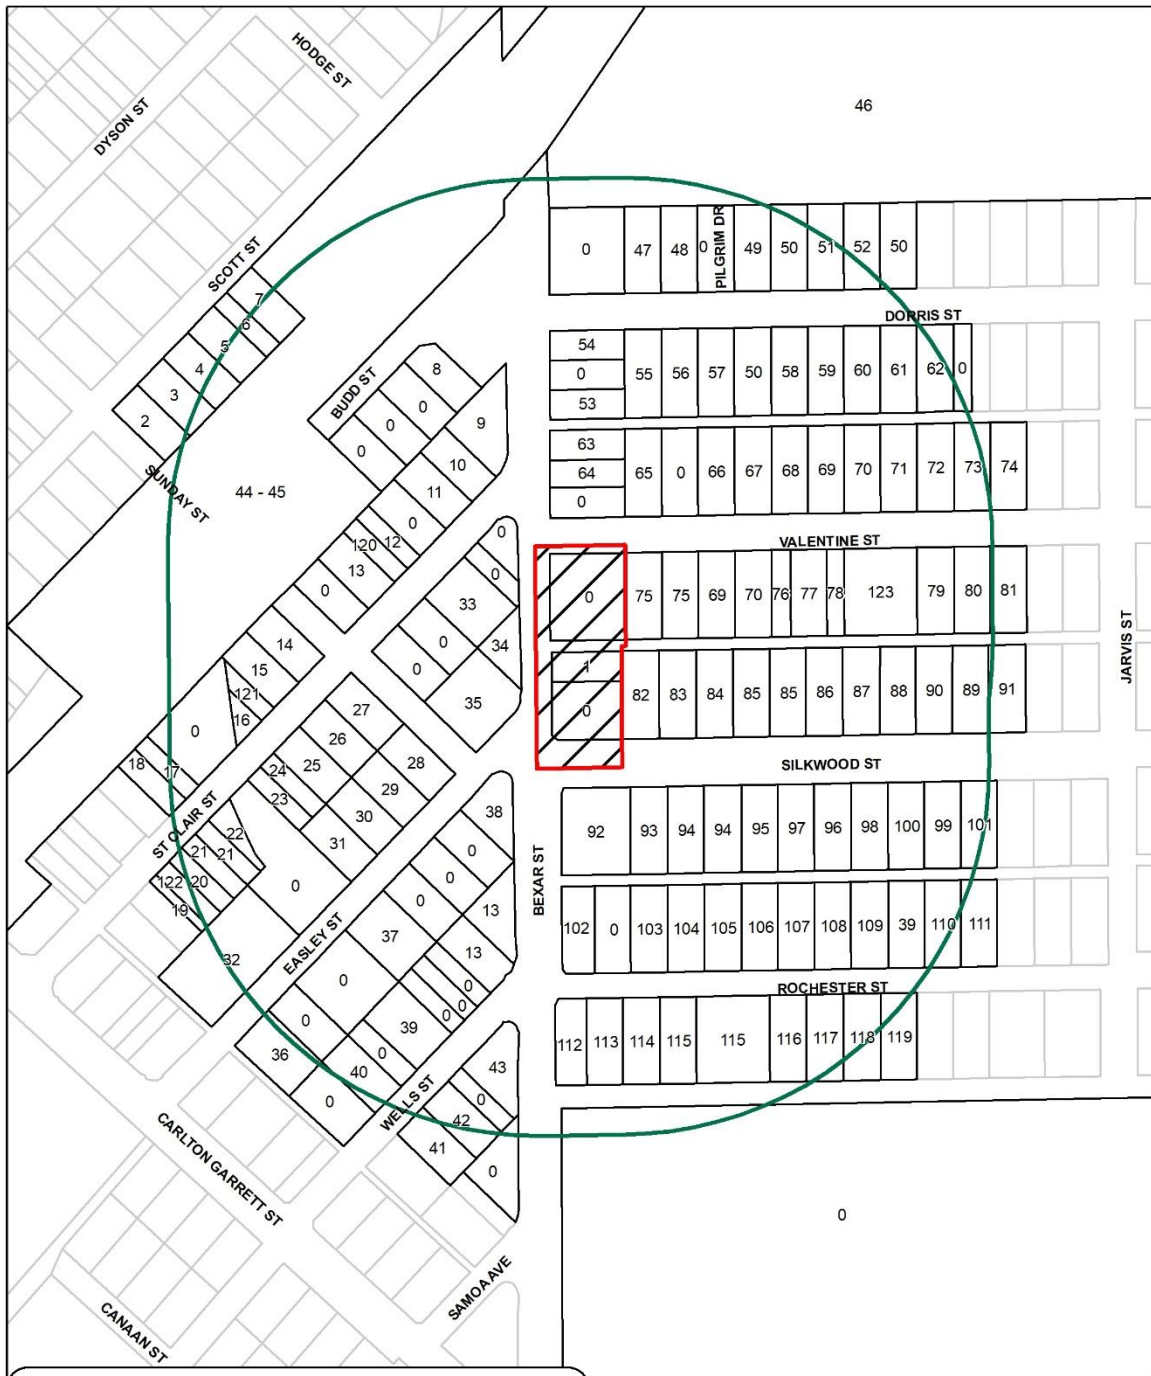 HODGE ST
46
DYSON ST
SCOTT ST
PILGRIM DR
0 47 48 0 49 50 51 52 50
7
6
5
4
3
2
DORRIS ST
54
0
53
55 56 57 50 58 59 60 61 62 0
BUDD ST
8
0
0
0
9
10
11
0
12
120
13
0
63
64
0
65 0 66 67 68 69 70 71 72 73 74
SUNDAY ST
44 - 45
VALENTINE ST
0
0
33
0
0
34
35
0 75 75 69 70 76 77 78 123 79 80 81
JARVIS ST
14
15
121
16
0
17
18
1
0
82 83 84 85 85 86 87 88 90 89 91
27
26
25
24
23
28
29
30
31
SILKWOOD ST
ST CLAIR ST
22
21
21
20
122
19
0
32
38
0
0
0
13
37
13
0
0
0
39
0
0
EASLEY ST
BEXAR ST
92 93 94 94 95 97 96 98 100 99 101
102 0 103 104 105 106 107 108 109 39 110 111
ROCHESTER ST
36
40
0
112 113 114 115 115 116 117 118 119
WELLS ST
43
0
42
41
0
CARLTON GARRETT ST
0
SAMOA AVE
CANAAN ST